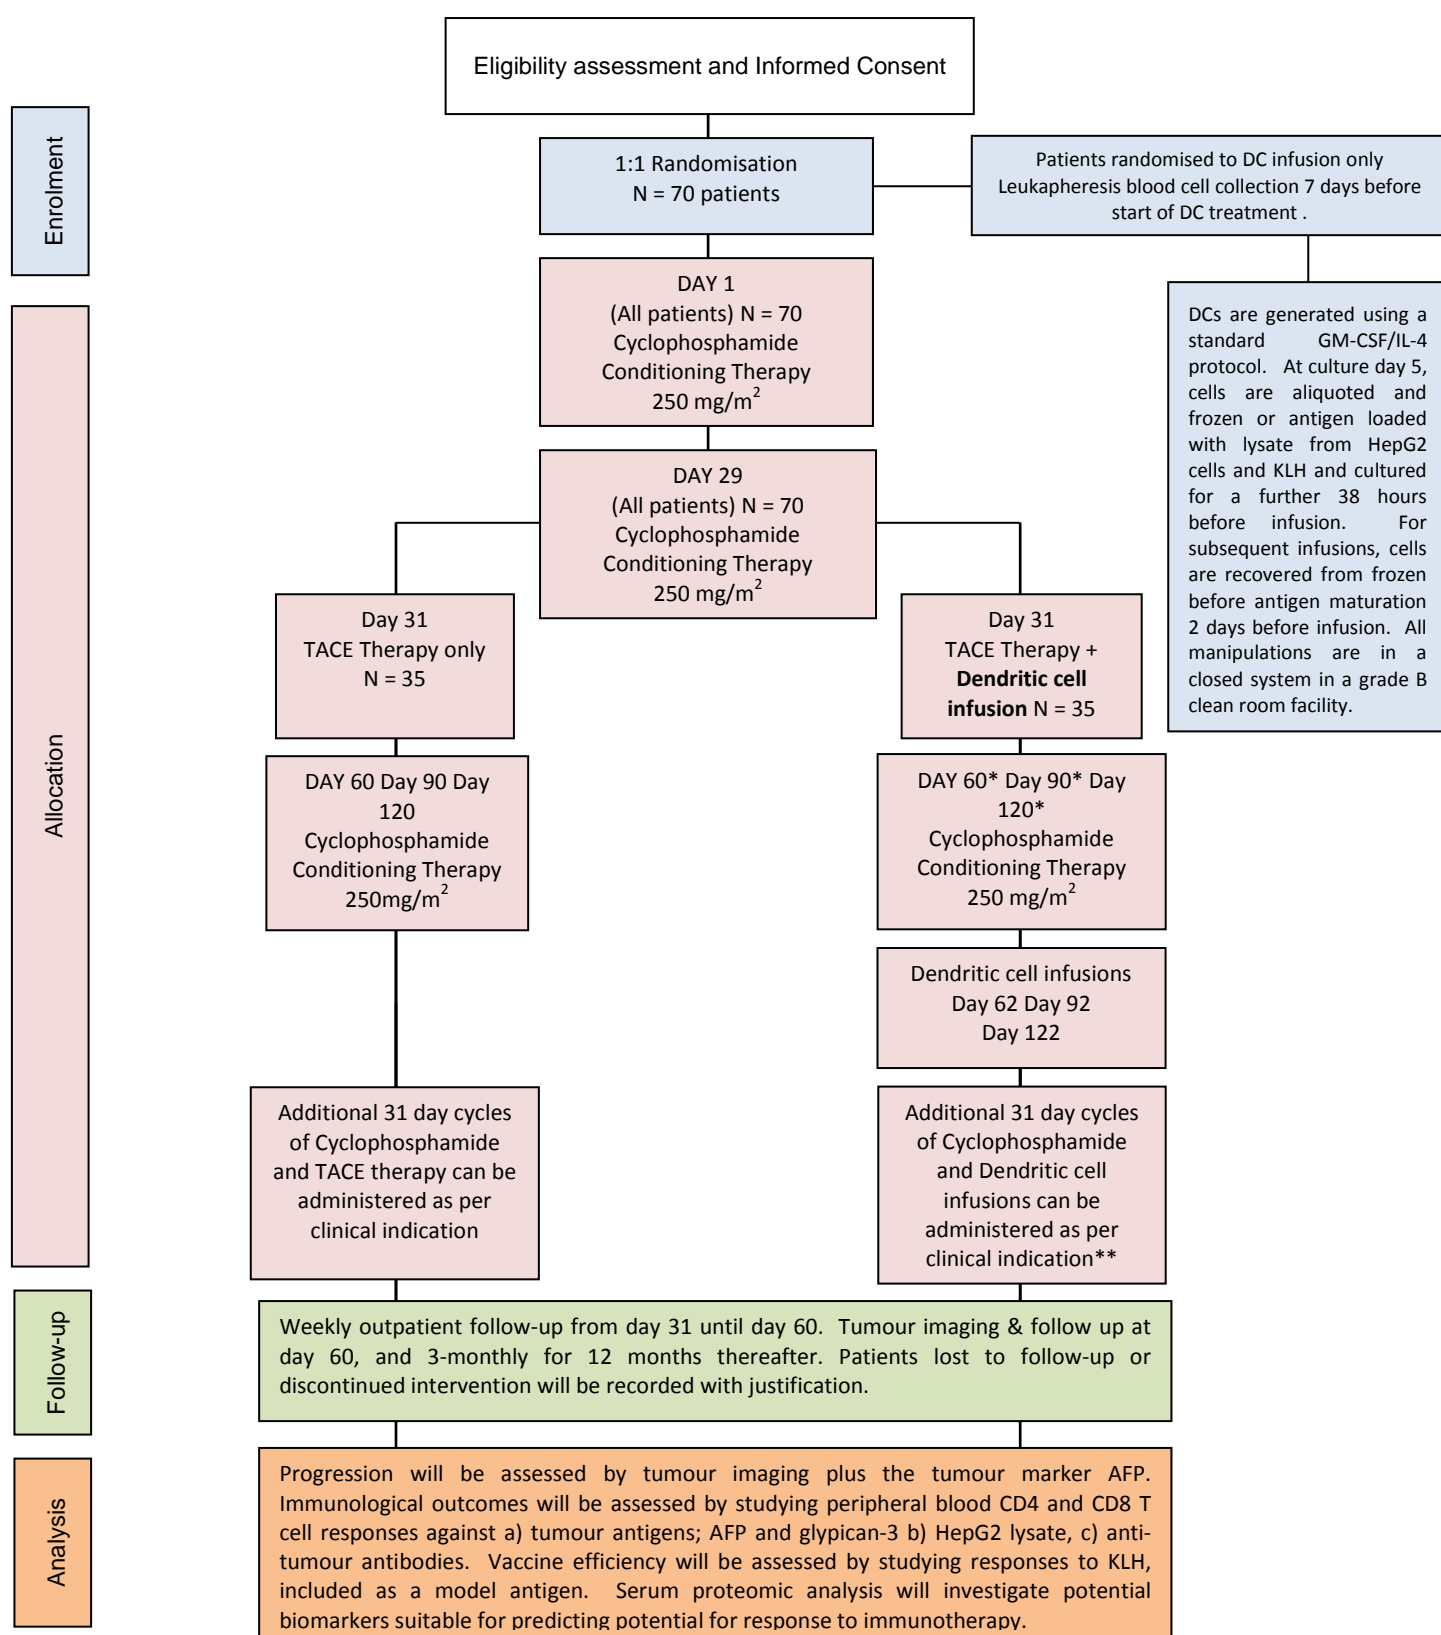 Eligibility assessment and Informed Consent
Enrolment
1:1 Randomisation
N = 70 patients
Patients randomised to DC infusion only
Leukapheresis blood cell collection 7 days before
start of DC treatment .
DCs are generated using a
standard GM-CSF/IL-4
protocol. At culture day 5,
cells are aliquoted and
frozen or antigen loaded
with lysate from HepG2
cells and KLH and cultured
for a further 38 hours
before infusion. For
subsequent infusions, cells
are recovered from frozen
before antigen maturation
2 days before infusion. All
manipulations are in a
closed system in a grade B
clean room facility.
Allocation
DAY 1
(All patients) N = 70
Cyclophosphamide
Conditioning Therapy
250 mg/m²
DAY 29
(All patients) N = 70
Cyclophosphamide
Conditioning Therapy
250 mg/m²
Day 31
TACE Therapy only
N = 35
Day 31
TACE Therapy +
Dendritic cell
infusion N = 35
DAY 60 Day 90 Day
120
Cyclophosphamide
Conditioning Therapy
250mg/m²
DAY 60* Day 90* Day
120*
Cyclophosphamide
Conditioning Therapy
250 mg/m²
Dendritic cell infusions
Day 62 Day 92
Day 122
Additional 31 day cycles
of Cyclophosphamide
and TACE therapy can be
administered as per
clinical indication
Additional 31 day cycles
of Cyclophosphamide
and Dendritic cell
infusions can be
administered as per
clinical indication**
Follow-up
Weekly outpatient follow-up from day 31 until day 60. Tumour imaging & follow up at
day 60, and 3-monthly for 12 months thereafter. Patients lost to follow-up or
discontinued intervention will be recorded with justification.
Analysis
Progression will be assessed by tumour imaging plus the tumour marker AFP.
Immunological outcomes will be assessed by studying peripheral blood CD4 and CD8 T
cell responses against a) tumour antigens; AFP and glypican-3 b) HepG2 lysate, c) anti-
tumour antibodies. Vaccine efficiency will be assessed by studying responses to KLH,
included as a model antigen. Serum proteomic analysis will investigate potential
biomarkers suitable for predicting potential for response to immunotherapy.